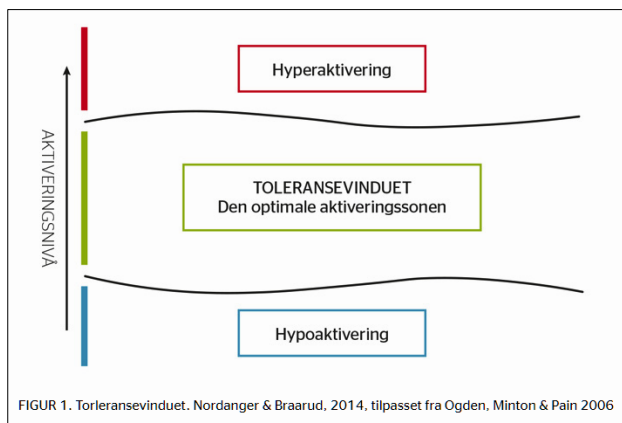 Hyperaktivering
AKTIVERINGSNIVÅ
TOLERANSEVINDUET
Den optimale aktiveringssonen
Hypoaktivering
FIGUR 1. Torleransevinduet. Nordanger & Braarud, 2014, tilpasset fra Ogden, Minton & Pain 2006